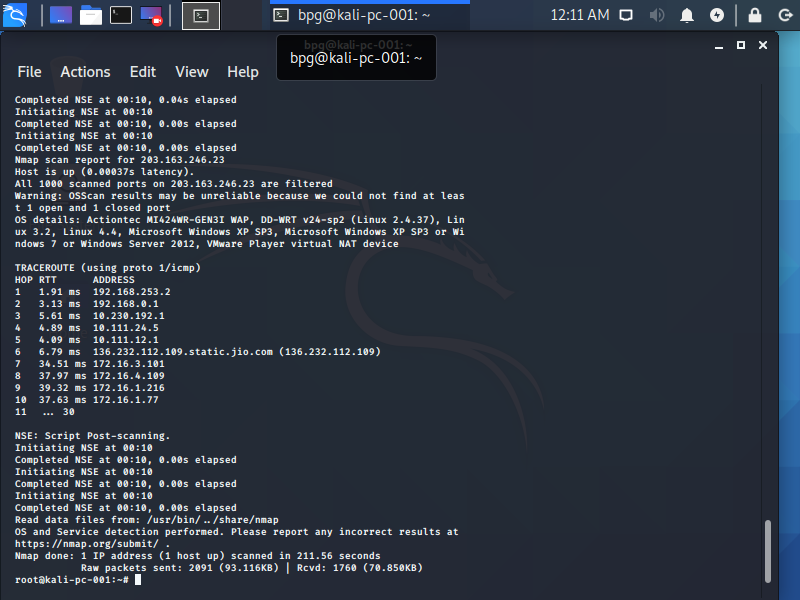 bpg@kali-pc-001: ~
12:11 AM
bpg@kali-pc-001: ~
bpg@kali-pc-001: ~
File Actions Edit View Help
Completed NSE at 00:10, 0.04s elapsed
Initiating NSE at 00:10
Completed NSE at 00:10, 0.00s elapsed
Initiating NSE at 00:10
Completed NSE at 00:10, 0.00s elapsed
Nmap scan report for 203.163.246.23
Host is up (0.00037s latency).
All 1000 scanned ports on 203.163.246.23 are filtered
Warning: OSScan results may be unreliable because we could not find at leas
t 1 open and 1 closed port
OS details: Actiontec MI424WR-GEN3I WAP, DD-WRT v24-sp2 (Linux 2.4.37), Lin
ux 3.2, Linux 4.4, Microsoft Windows XP SP3, Microsoft Windows XP SP3 or Wi
ndows 7 or Windows Server 2012, VMware Player virtual NAT device
TRACEROUTE (using proto 1/icmp)
HOP RTT ADDRESS
1 1.91 ms 192.168.253.2
2 3.13 ms 192.168.0.1
3 5.61 ms 10.230.192.1
4 4.89 ms 10.111.24.5
5 4.09 ms 10.111.12.1
6 6.79 ms 136.232.112.109.static.jio.com (136.232.112.109)
7 34.51 ms 172.16.3.101
8 37.97 ms 172.16.4.109
9 39.32 ms 172.16.1.216
10 37.63 ms 172.16.1.77
11 ... 30
NSE: Script Post-scanning.
Initiating NSE at 00:10
Completed NSE at 00:10, 0.00s elapsed
Initiating NSE at 00:10
Completed NSE at 00:10, 0.00s elapsed
Initiating NSE at 00:10
Completed NSE at 00:10, 0.00s elapsed
Read data files from: /usr/bin/../share/nmap
OS and Service detection performed. Please report any incorrect results at
https://nmap.org/submit/ .
Nmap done: 1 IP address (1 host up) scanned in 211.56 seconds
Raw packets sent: 2091 (93.116KB) | Rcvd: 1760 (70.850KB)
root@kali-pc-001:~#